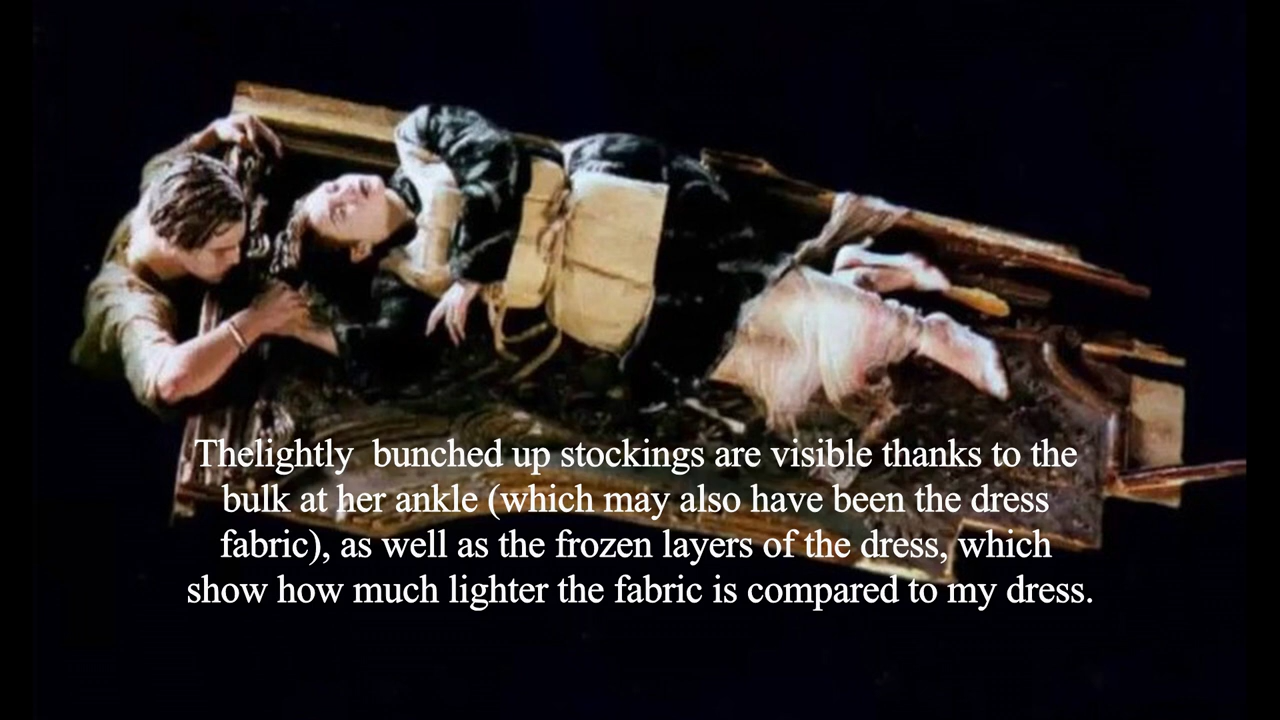 Thelightly  bunched up stockings are visible thanks to the
bulk at her ankle (which may also have been the dress
fabric), as well as the frozen layers of the dress, which
show how much lighter the fabric is compared to my dress.